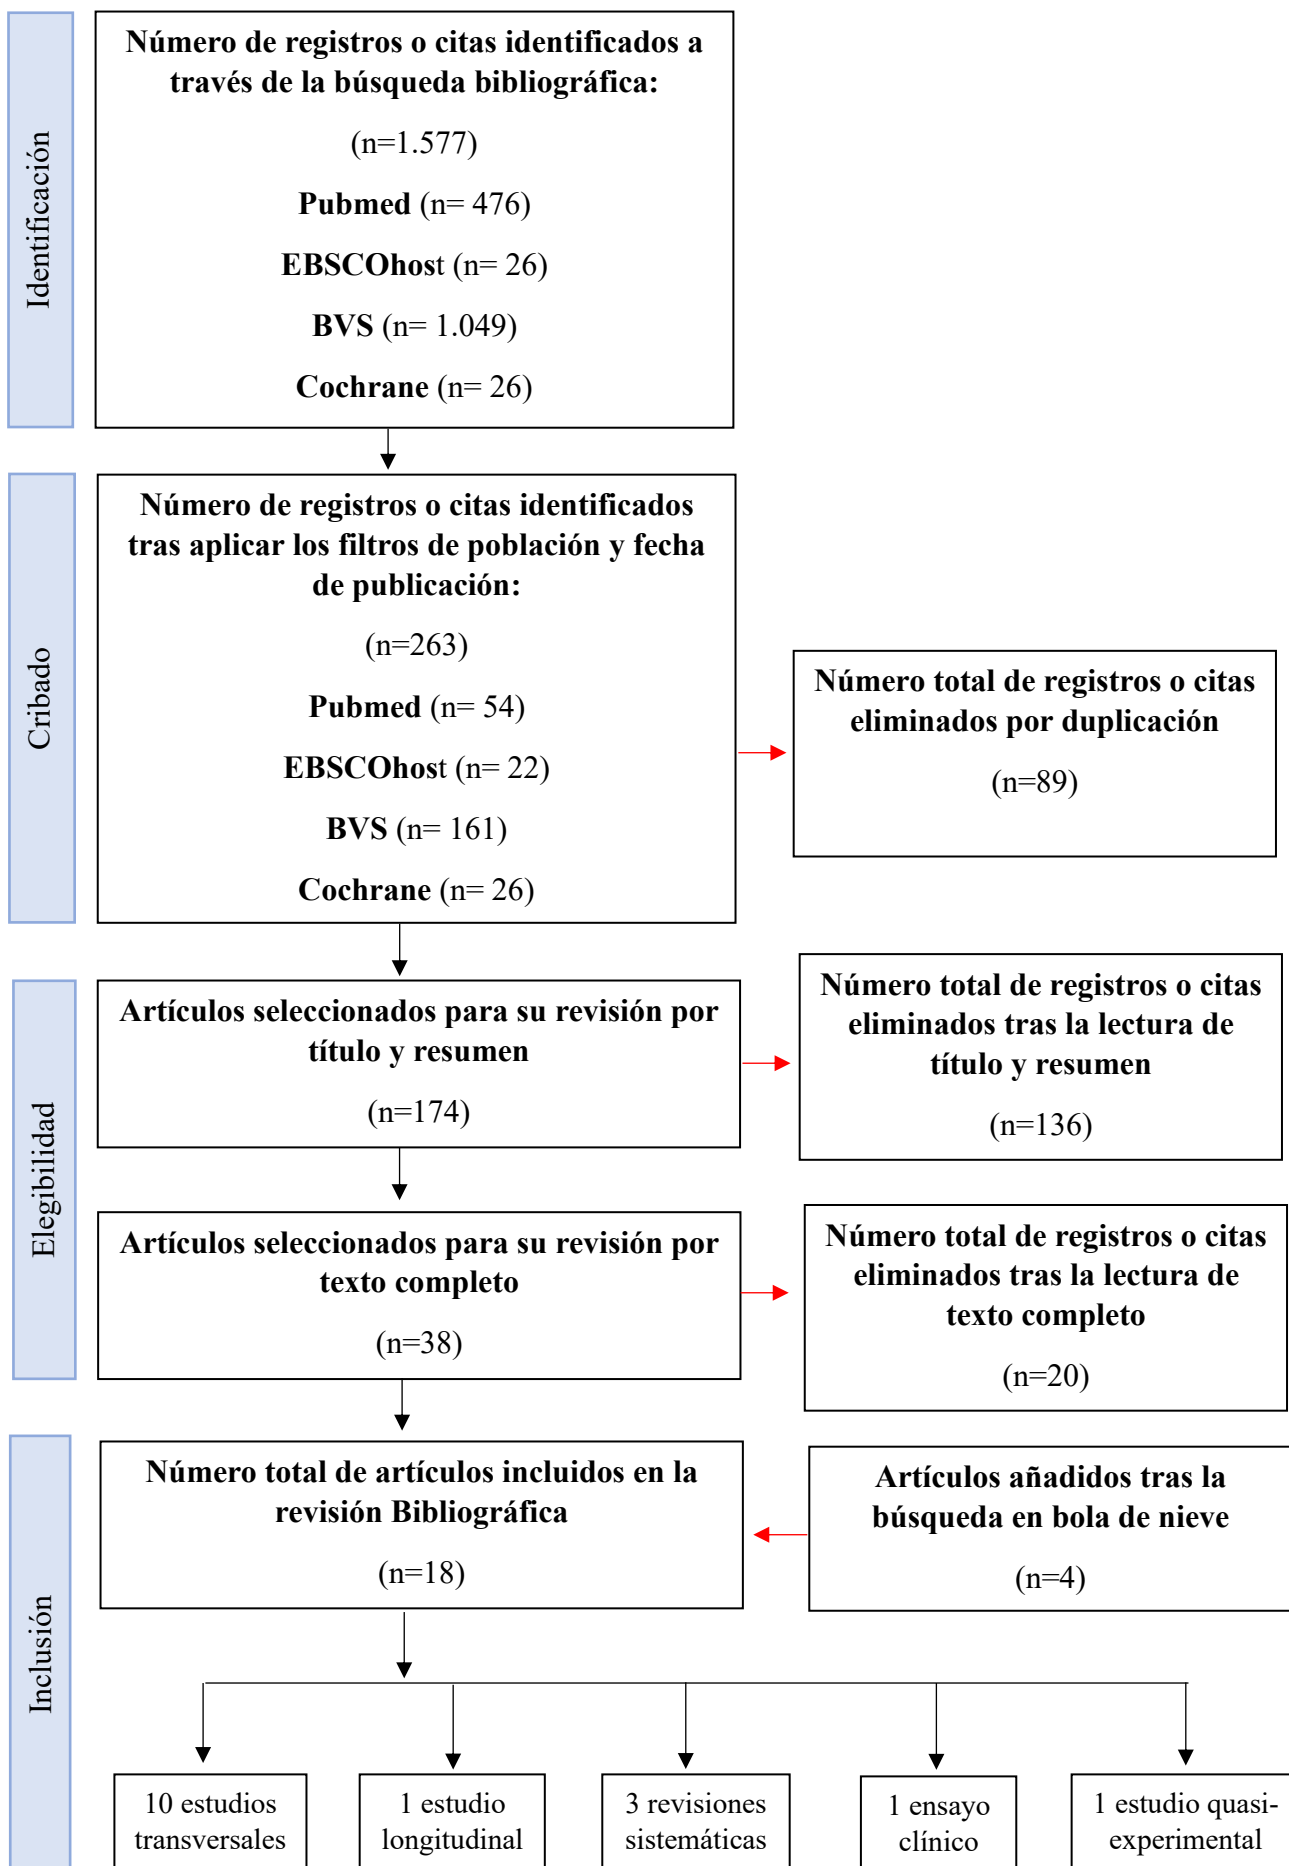 Identificación
Número de registros o citas identificados a
través de la búsqueda bibliográfica:
(n=1.577)
Pubmed (n= 476)
EBSCOhost (n= 26)
BVS (n= 1.049)
Cochrane (n= 26)
Cribado
Número de registros o citas identificados
tras aplicar los filtros de población y fecha
de publicación:
(n=263)
Pubmed (n= 54)
EBSCOhost (n= 22)
BVS (n= 161)
Cochrane (n= 26)
Número total de registros o citas
eliminados por duplicación
(n=89)
Elegibilidad
Artículos seleccionados para su revisión por
título y resumen
(n=174)
Número total de registros o citas
eliminados tras la lectura de
título y resumen
(n=136)
Artículos seleccionados para su revisión por
texto completo
(n=38)
Número total de registros o citas
eliminados tras la lectura de
texto completo
(n=20)
Inclusión
Número total de artículos incluidos en la
revisión Bibliográfica
(n=18)
Artículos añadidos tras la
búsqueda en bola de nieve
(n=4)
10 estudios
transversales
1 estudio
longitudinal
3 revisiones
sistemáticas
1 ensayo
clínico
1 estudio quasi-
experimental